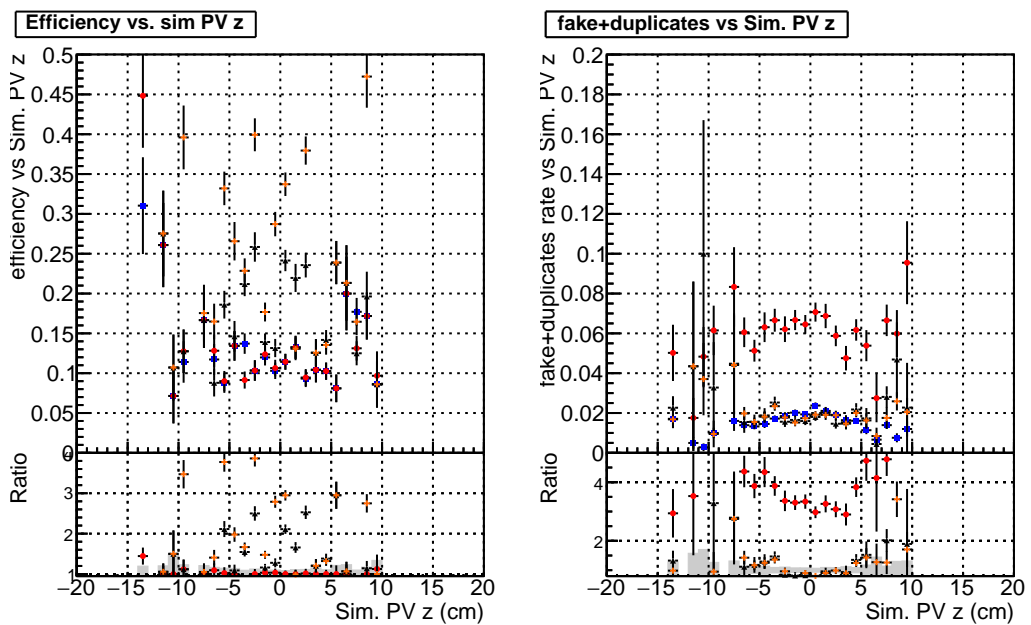 Efficiency vs. sim PV z
efficiency vs Sim. PV z
0.5
0.45
0.4
0.35
0.3
0.25
0.2
0.15
0.1
0.05
0
Ratio
4
3
2
1
−20 −15 −10 −5 0 5 10 15 20
Sim. PV z (cm)
fake+duplicates vs Sim. PV z
fake+duplicates rate vs Sim. PV z
0.2
0.18
0.16
0.14
0.12
0.1
0.08
0.06
0.04
0.02
0
Ratio
4
2
−20 −15 −10 −5 0 5 10 15 20
Sim. PV z (cm)